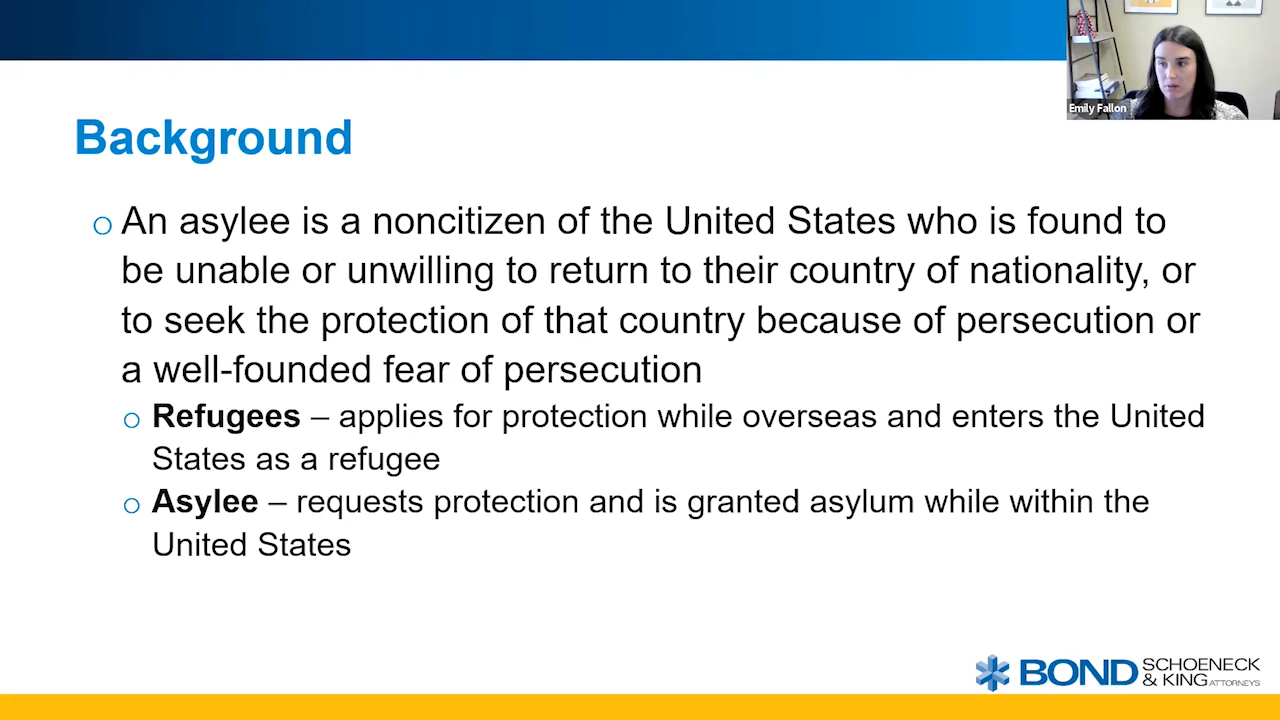 Emily Fallon
Background
An asylee is a noncitizen of the United States who is found to
be unable or unwilling to return to their country of nationality, or
to seek the protection of that country because of persecution or
a well-founded fear of persecution
Refugees – applies for protection while overseas and enters the United
States as a refugee
Asylee – requests protection and is granted asylum while within the
United States
BOND SCHOENECK
& KING ATTORNEYS